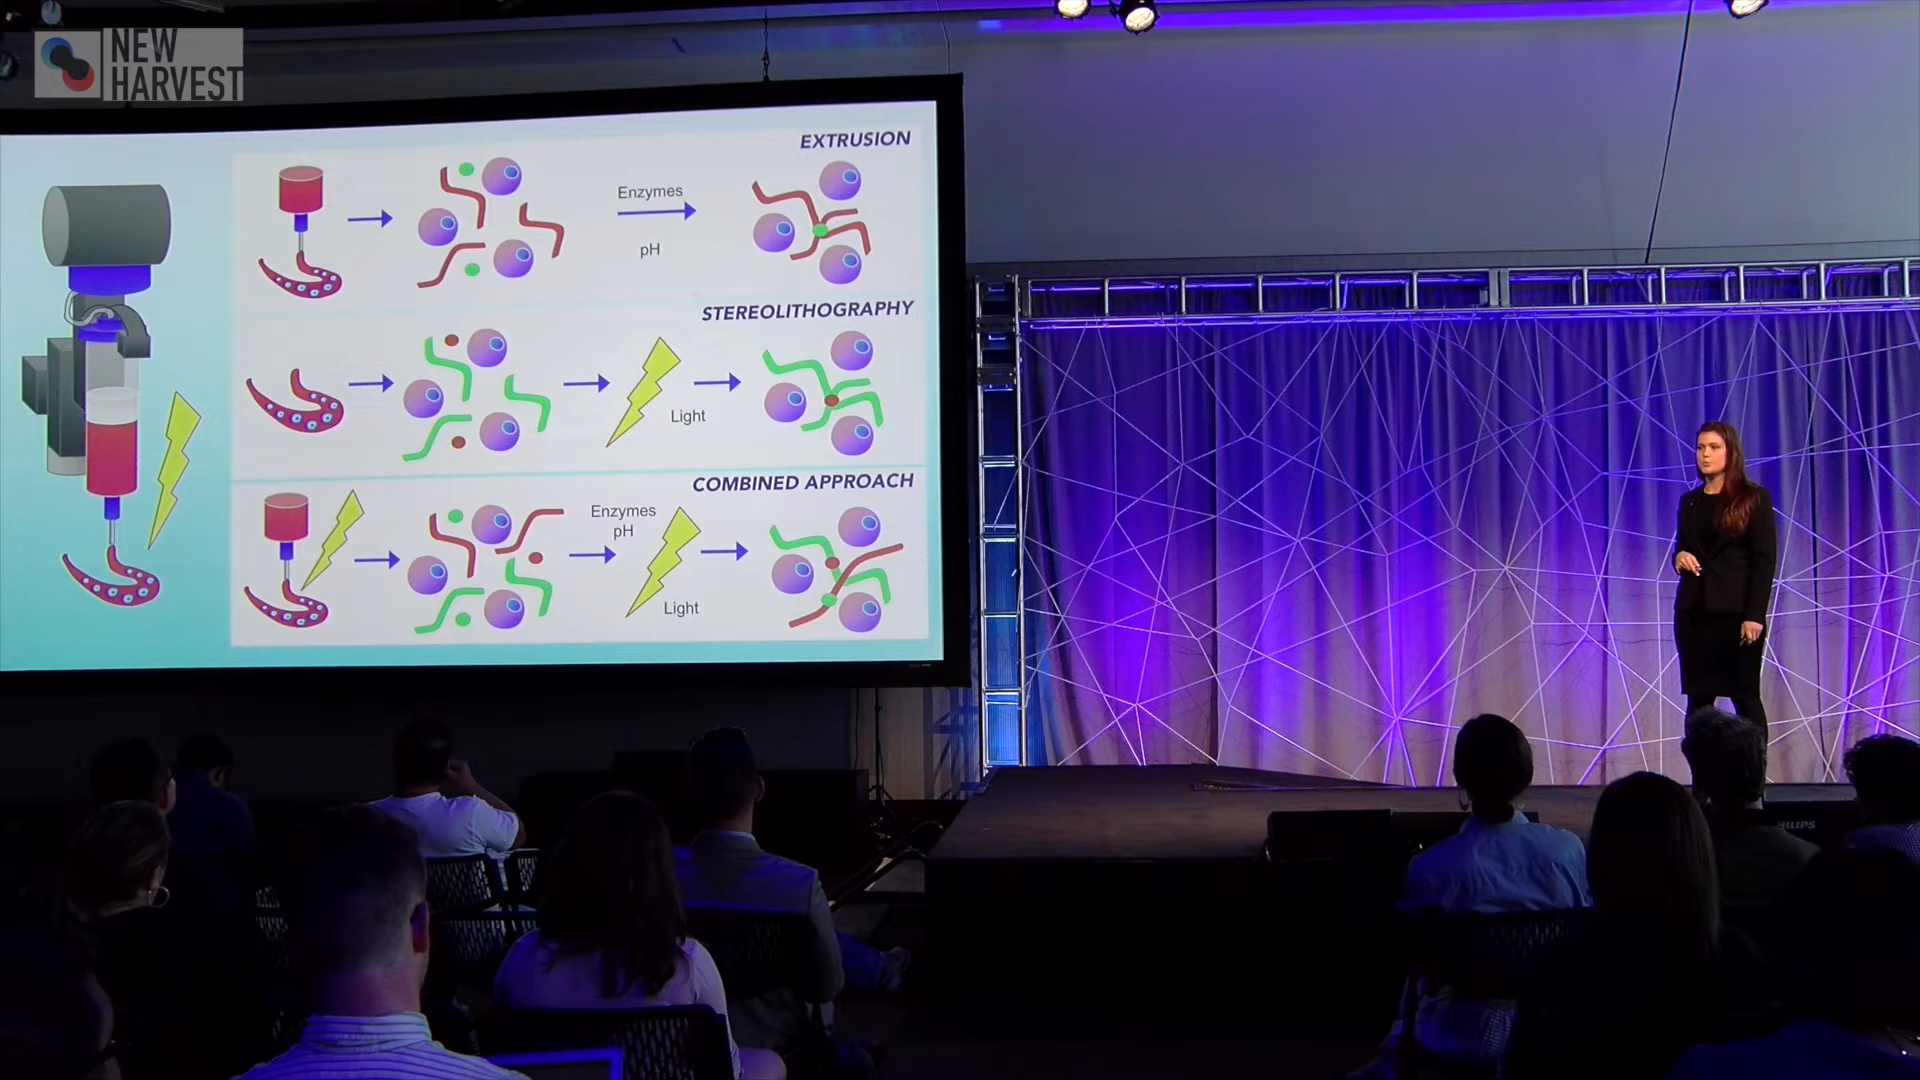 NEW
HARVEST
EXTRUSION
Enzymes
pH
STEREOLITHOGRAPHY
Light
COMBINED APPROACH
Enzymes
pH
Light